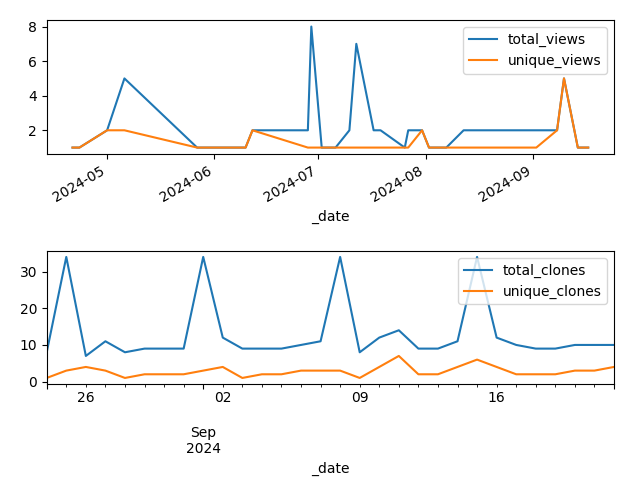 8
6
4
2
total_views
unique_views
2024-05
2024-06
2024-07
2024-08
2024-09
_date
30
20
10
0
total_clones
unique_clones
26
02
09
16
Sep
2024
_date